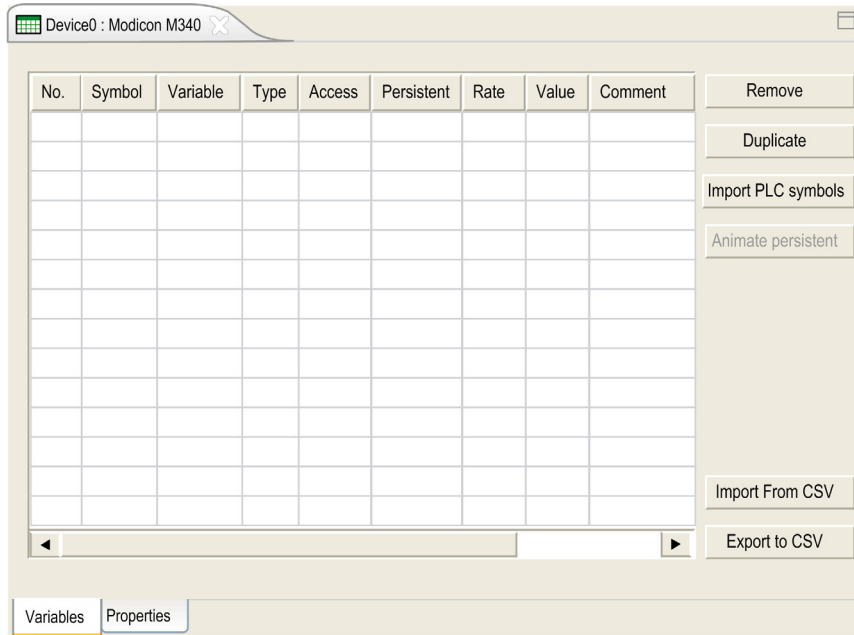 Device0 : Modicon M340
No. Symbol Variable Type Access Persistent Rate Value Comment
Remove
Duplicate
Import PLC symbols
Animate persistent
Import From CSV
Export to CSV
Variables Properties